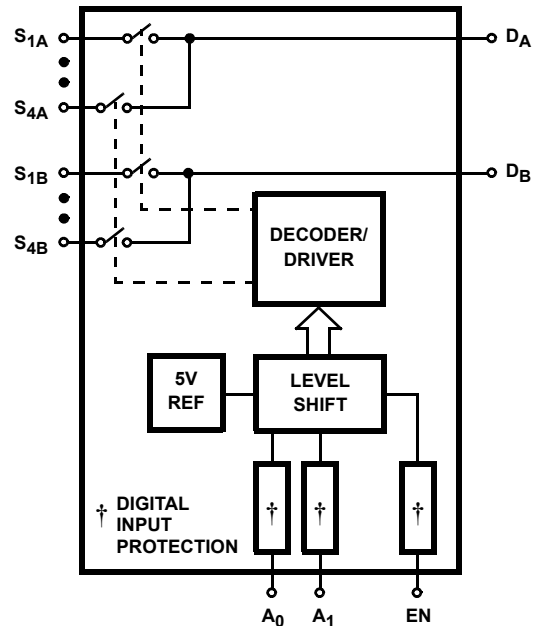 S1A
DA
S4A
S1B
DB
S4B
DECODER/
DRIVER
5V
REF
LEVEL
SHIFT
† DIGITAL
INPUT
PROTECTION
†
†
†
A0
A1
EN